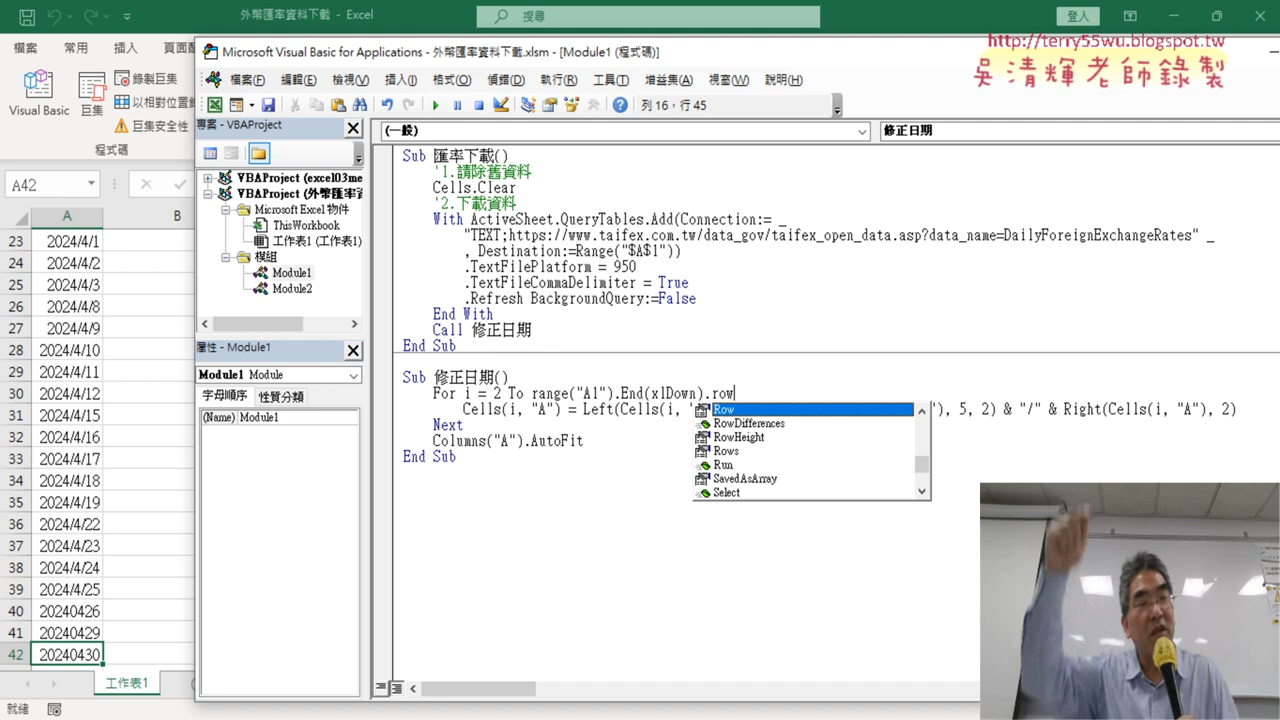 外幣匯率資料下載 - Excel
搜尋
登入
檔案 常用 插入 頁面配
http://terry55wu.blogspot.tw
吳清輝老師錄製
Visual Basic 巨集
錄製巨集
以相對位置錄
巨集安全性
程式碼
A42
A B
23 2024/4/1
24 2024/4/2
25 2024/4/3
26 2024/4/8
27 2024/4/9
28 2024/4/10
29 2024/4/11
30 2024/4/12
31 2024/4/15
32 2024/4/16
33 2024/4/17
34 2024/4/18
35 2024/4/19
36 2024/4/22
37 2024/4/23
38 2024/4/24
39 2024/4/25
40 20240426
41 20240429
42 20240430
工作表1
就緒
Microsoft Visual Basic for Applications - 外幣匯率資料下載.xlsm - [Module1 (程式碼)]
檔案(F) 編輯(E) 檢視(V) 插入(I) 格式(O) 偵錯(D) 執行(R) 工具(T) 增益集(A) 視窗(W) 說明(H)
列 16，行 45
專案 - VBAProject
VBAProject (excel03me
VBAProject (外幣匯率資
Microsoft Excel 物件
ThisWorkbook
工作表1 (工作表1)
模組
Module1
Module2
屬性 - Module1
Module1 Module
字母順序 性質分類
(Name) Module1
(一般) 修正日期
Sub 匯率下載()
'1.請除舊資料
Cells.Clear
'2.下載資料
With ActiveSheet.QueryTables.Add(Connection:= _
"TEXT;https://www.taifex.com.tw/data_gov/taifex_open_data.asp?data_name=DailyForeignExchangeRates" _
, Destination:=Range("$A$1"))
.TextFilePlatform = 950
.TextFileCommaDelimiter = True
.Refresh BackgroundQuery:=False
End With
Call 修正日期
End Sub
Sub 修正日期()
For i = 2 To range("A1").End(xlDown).row
Cells(i, "A") = Left(Cells(i, "
"), 5, 2) & "/" & Right(Cells(i, "A"), 2)
Next
Columns("A").AutoFit
End Sub
Row
RowDifferences
RowHeight
Rows
Run
SavedAsArray
Select